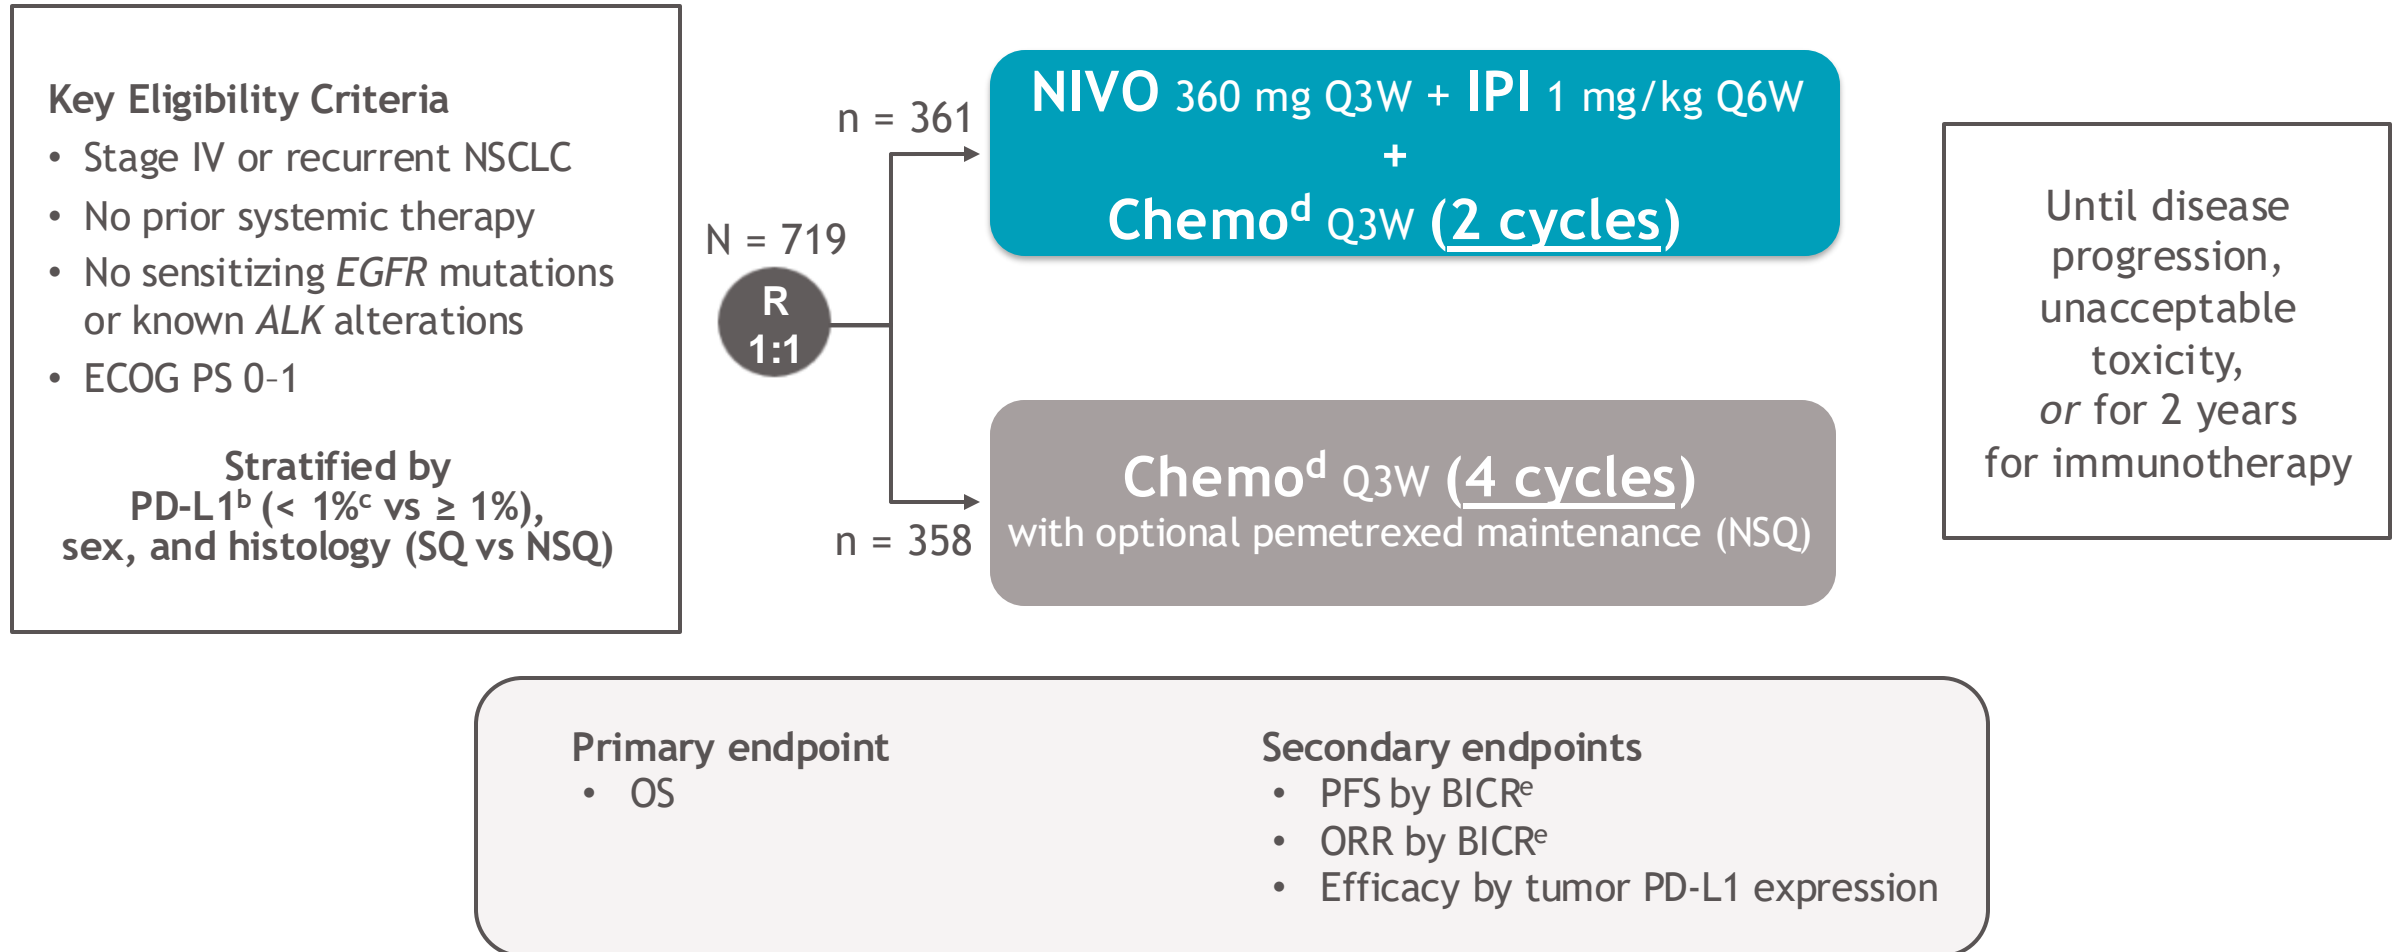 Key Eligibility Criteria
• Stage IV or recurrent NSCLC
• No prior systemic therapy
• No sensitizing EGFR mutations
or known ALK alterations
• ECOG PS 0–1
Stratified by
PD-L1ᵇ (< 1%ᶜ vs ≥ 1%),
sex, and histology (SQ vs NSQ)
N = 719
R
1:1
n = 361
NIVO 360 mg Q3W + IPI 1 mg/kg Q6W
+
Chemoᵈ Q3W (2 cycles)
n = 358
Chemoᵈ Q3W (4 cycles)
with optional pemetrexed maintenance (NSQ)
Until disease
progression,
unacceptable
toxicity,
or for 2 years
for immunotherapy
Primary endpoint
• OS
Secondary endpoints
• PFS by BICRᵉ
• ORR by BICRᵉ
• Efficacy by tumor PD-L1 expression